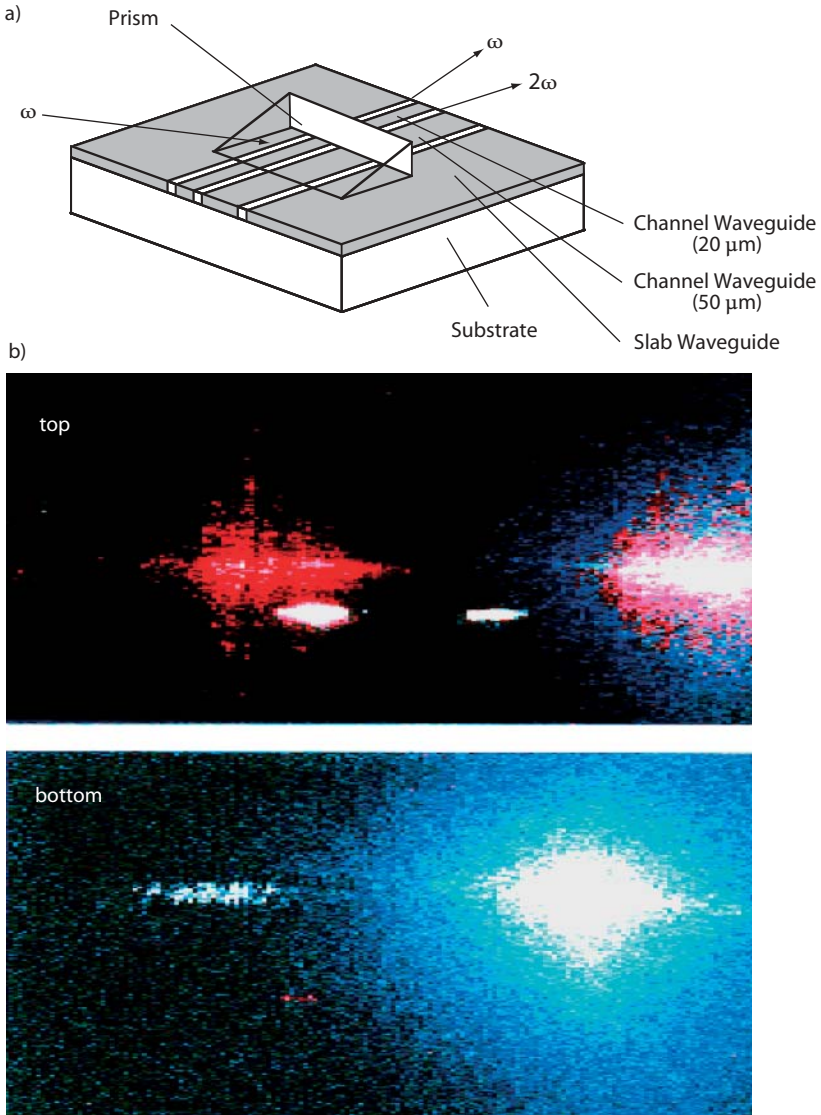 a)
Prism
ω
2ω
ω
Channel Waveguide
(20 μm)
Channel Waveguide
(50 μm)
Substrate
Slab Waveguide
b)
top
bottom